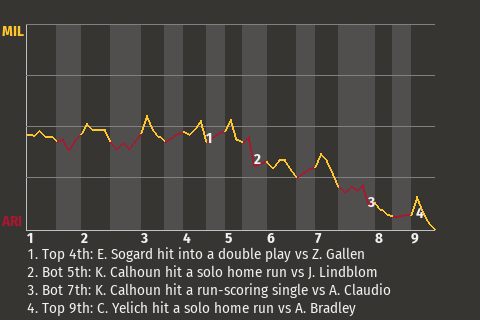 MIL
1
2
3
4
ARI
1 2 3 4 5 6 7 8 9
1. Top 4th: E. Sogard hit into a double play vs Z. Gallen
2. Bot 5th: K. Calhoun hit a solo home run vs J. Lindblom
3. Bot 7th: K. Calhoun hit a run-scoring single vs A. Claudio
4. Top 9th: C. Yelich hit a solo home run vs A. Bradley